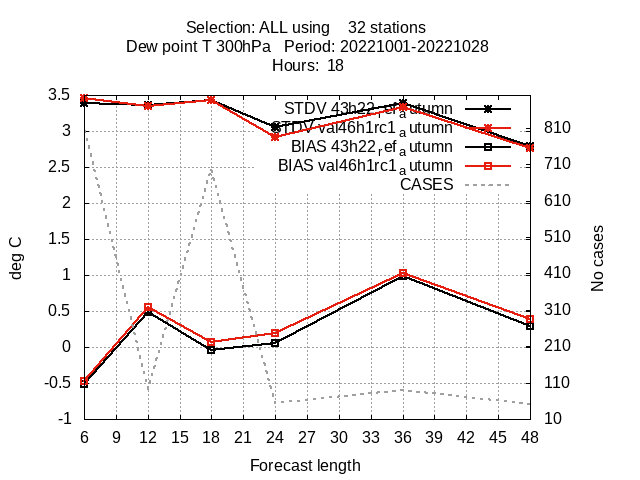 Selection: ALL using    32 stations
Dew point T 300hPa   Period: 20221001-20221028
Hours:  18
3.5
3
2.5
2
1.5
1
0.5
0
-0.5
-1
deg C
STDV 43h22_ref_autumn
STDV val46h1rc1_autumn
BIAS 43h22_ref_autumn
BIAS val46h1rc1_autumn
CASES
810
710
610
510
410
310
210
110
10
No cases
6 9 12 15 18 21 24 27 30 33 36 39 42 45 48
Forecast length